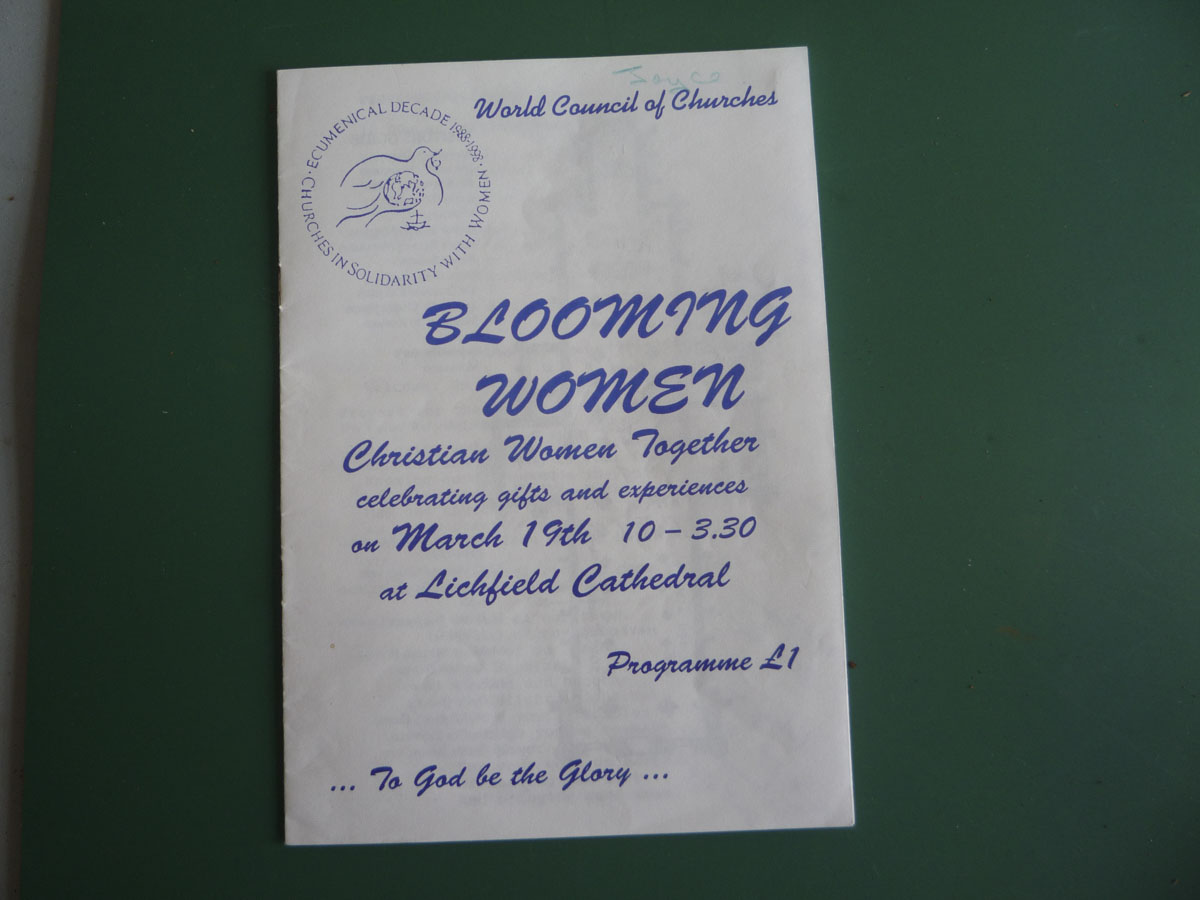 Joyce
World Council of Churches
ECUMENICAL DECADE 1988-1998 · CHURCHES IN SOLIDARITY WITH WOMEN ·
BLOOMING
WOMEN
Christian Women Together
celebrating gifts and experiences
on March 19th 10 – 3.30
at Lichfield Cathedral
Programme £1
... To God be the Glory ...